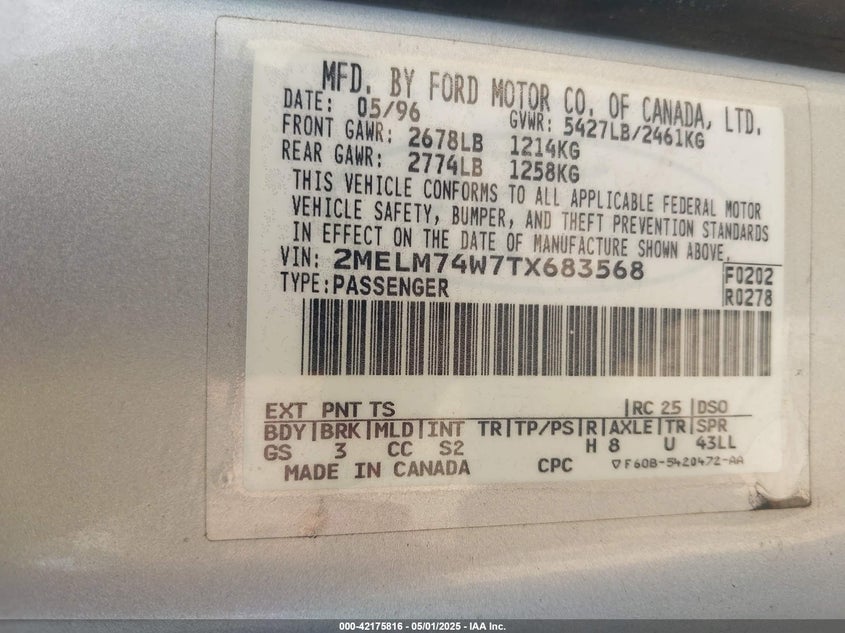 MFD. BY FORD MOTOR CO. OF CANADA, LTD.
DATE: 05/96 GVWR: 5427LB/2461KG
FRONT GAWR: 2678LB 1214KG
REAR GAWR: 2774LB 1258KG
THIS VEHICLE CONFORMS TO ALL APPLICABLE FEDERAL MOTOR
VEHICLE SAFETY, BUMPER, AND THEFT PREVENTION STANDARDS
IN EFFECT ON THE DATE OF MANUFACTURE SHOWN ABOVE.
VIN: 2MELM74W7TX683568 F0202
TYPE:PASSENGER R0278
EXT PNT TS RC 25 DSO
BDY BRK MLD INT TR TP/PS R AXLE TR SPR
GS 3 CC S2 H 8 U 43LL
MADE IN CANADA CPC ▽F60B-5420472-AA
000-42175816 - 05/01/2025 - IAA Inc.